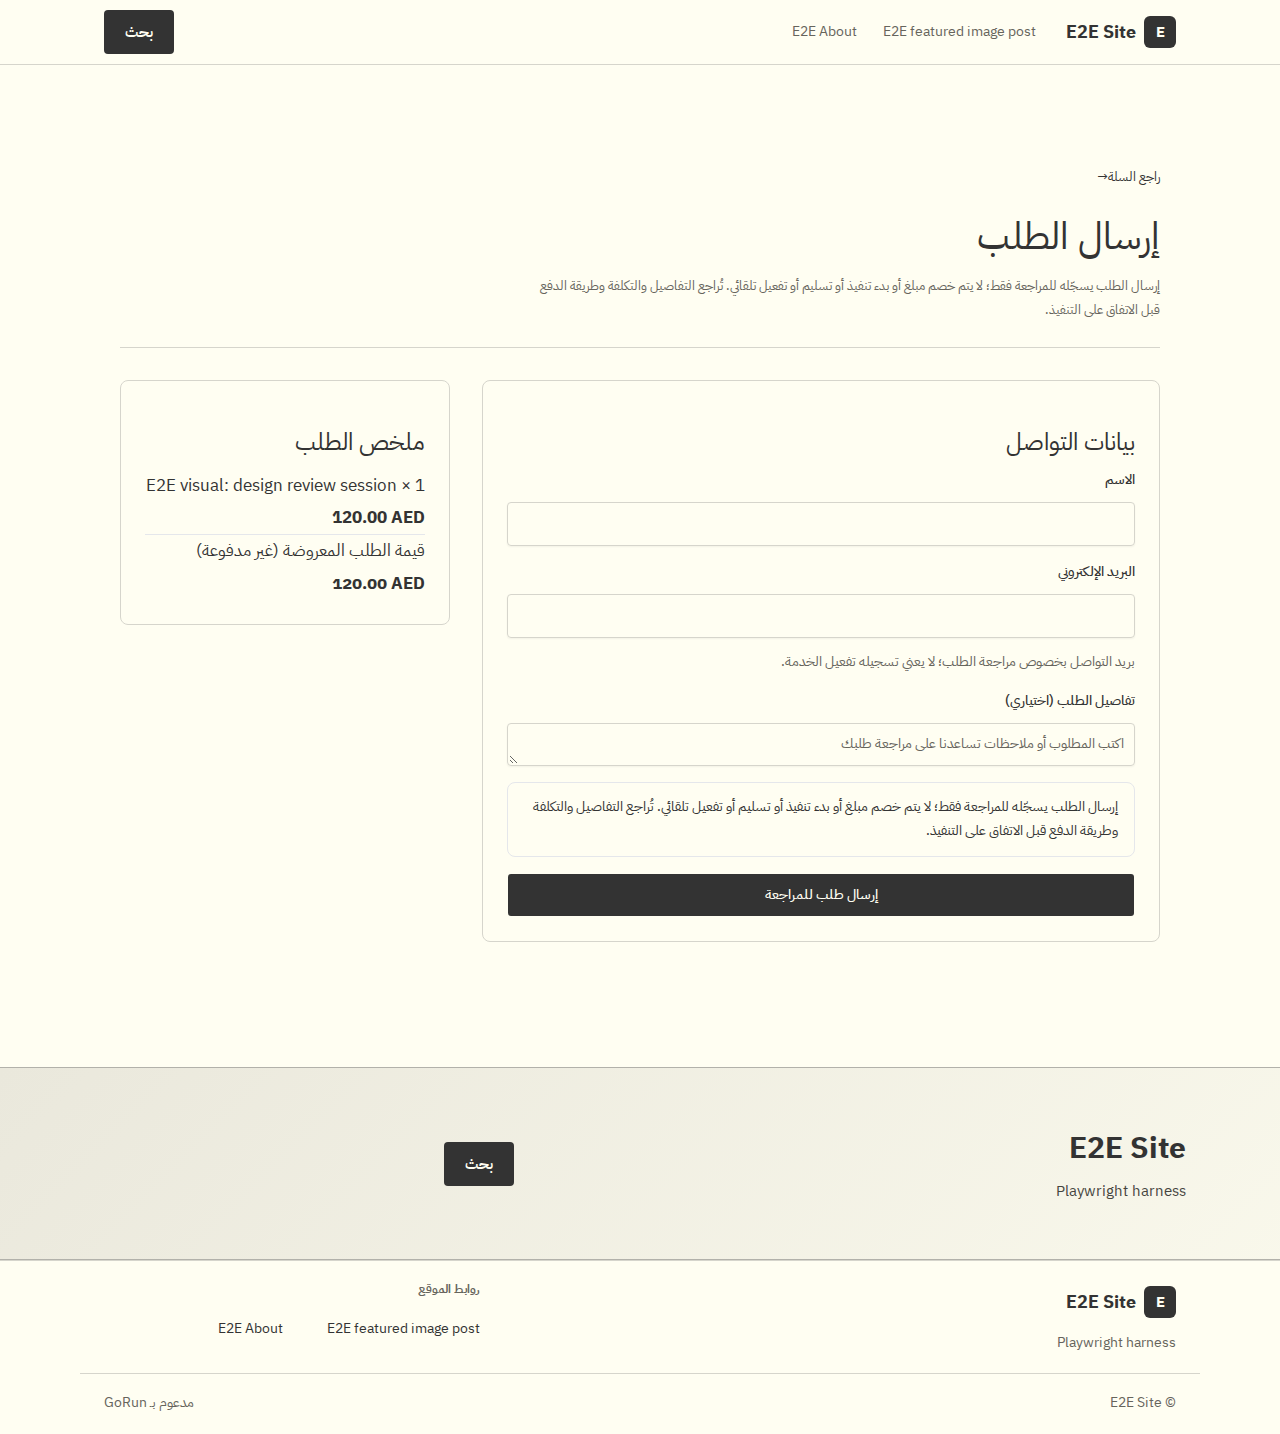 E
E2E Site
E2E featured image post
E2E About
بحث
راجع السلة→
إرسال الطلب
إرسال الطلب يسجّله للمراجعة فقط؛ لا يتم خصم مبلغ أو بدء تنفيذ أو تسليم أو تفعيل تلقائي. تُراجع التفاصيل والتكلفة وطريقة الدفع
قبل الاتفاق على التنفيذ.
بيانات التواصل
الاسم
البريد الإلكتروني
بريد التواصل بخصوص مراجعة الطلب؛ لا يعني تسجيله تفعيل الخدمة.
تفاصيل الطلب (اختياري)
اكتب المطلوب أو ملاحظات تساعدنا على مراجعة طلبك
إرسال الطلب يسجّله للمراجعة فقط؛ لا يتم خصم مبلغ أو بدء تنفيذ أو تسليم أو تفعيل تلقائي. تُراجع التفاصيل والتكلفة
وطريقة الدفع قبل الاتفاق على التنفيذ.
إرسال طلب للمراجعة
ملخص الطلب
E2E visual: design review session × 1
120.00 AED
قيمة الطلب المعروضة (غير مدفوعة)
120.00 AED
E2E Site
Playwright harness
بحث
E
E2E Site
Playwright harness
روابط الموقع
E2E featured image post
E2E About
E2E Site ©
مدعوم بـ GoRun